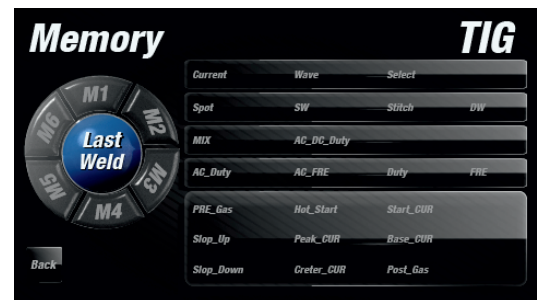 Memory
TIG
M1
M2
M3
M4
M5
M6
Last
Weld
Back
Current Wave Select
Spot SW Stitch DW
MIX AC_DC_Duty
AC_Duty AC_FRE Duty FRE
PRE_Gas Hot_Start Start_CUR
Slop_Up Peak_CUR Base_CUR
Slop_Down Creter_CUR Post_Gas